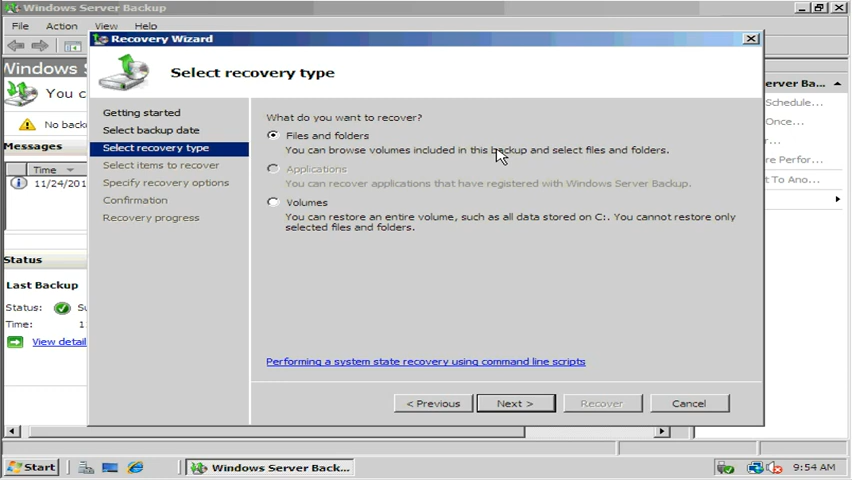 Windows Server Backup
File Action View Help
Recovery Wizard
Select recovery type
Getting started
Select backup date
Select recovery type
Select items to recover
Specify recovery options
Confirmation
Recovery progress
What do you want to recover?
Files and folders
You can browse volumes included in this backup and select files and folders.
Applications
You can recover applications that have registered with Windows Server Backup.
Volumes
You can restore an entire volume, such as all data stored on C:. You cannot restore only
selected files and folders.
Performing a system state recovery using command line scripts
< Previous Next > Recover Cancel
Windows S
You c
No back
Messages
Time
11/24/201
Status
Last Backup
Status: Su
Time: 1
View detail
erver Ba...
Schedule...
Once...
re Perfor...
t To Ano...
Start
Windows Server Back...
9:54 AM